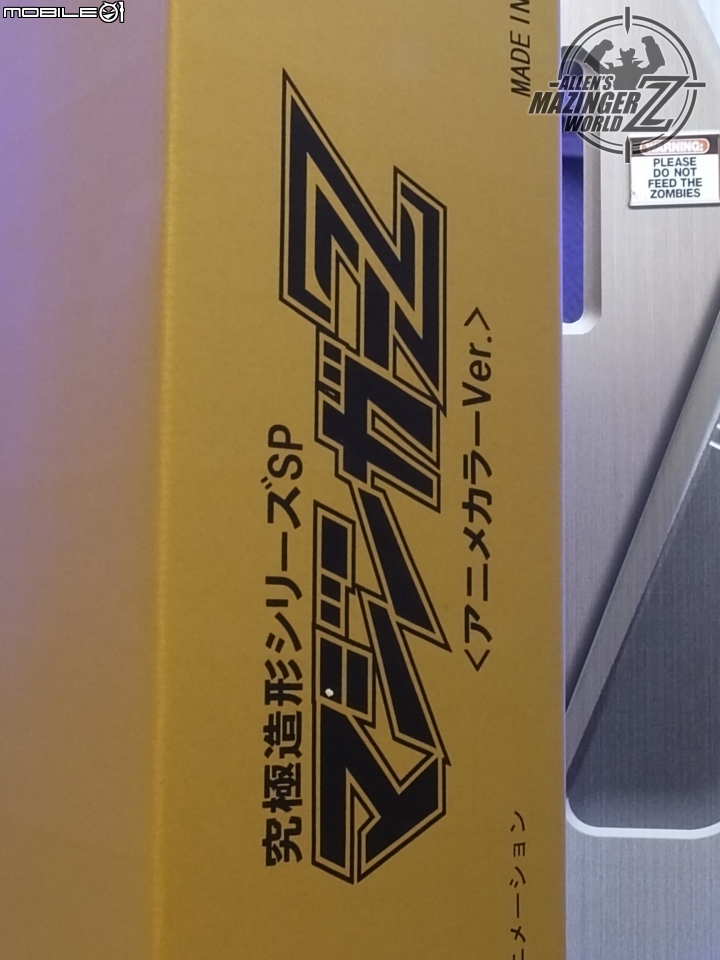 MOBILE01
ALLEN'S
MAZINGER Z
WORLD
WARNING:
PLEASE
DO NOT
FEED THE
ZOMBIES
究極造形シリーズSP
マジンガーZ
<アニメカラーVer.>
MADE IN
ニメーション